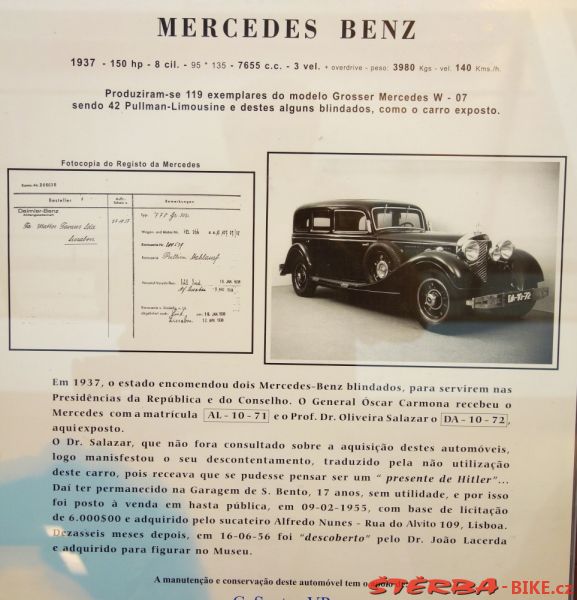 MERCEDES BENZ
1937 - 150 hp - 8 cil. - 95 * 135 - 7655 c.c. - 3 vel. + overdrive - peso: 3980 Kgs - vel. 140 Kms./h.
Produziram-se 119 exemplares do modelo Grosser Mercedes W - 07
sendo 42 Pullman-Limousine e destes alguns blindados, como o carro exposto.
Fotocopia do Registo da Mercedes
Besteller
Bemerkungen
Daimler-Benz
Lissabon
DA-10-72
Em 1937, o estado encomendou dois Mercedes-Benz blindados, para servirem nas
Presidências da República e do Conselho. O General Óscar Carmona recebeu o
Mercedes com a matrícula AL - 10 - 71 e o Prof. Dr. Oliveira Salazar o DA - 10 - 72,
aqui exposto.
O Dr. Salazar, que não fora consultado sobre a aquisição destes automóveis,
logo manisfestou o seu descontentamento, traduzido pela não utilização
deste carro, pois receava que se pudesse pensar ser um " presente de Hitler"...
Daí ter permanecido na Garagem de S. Bento, 17 anos, sem utilidade, e por isso
foi posto à venda em hasta pública, em 09-02-1955, com base de licitação
de 6.000$00 e adquirido pelo sucateiro Alfredo Nunes - Rua do Alvito 109, Lisboa.
Dezasseis meses depois, em 16-06-56 foi "descoberto" pelo Dr. João Lacerda
e adquirido para figurar no Museu.
A manutenção e conservação deste automóvel tem o
ŠTĚRBA-BIKE.cz